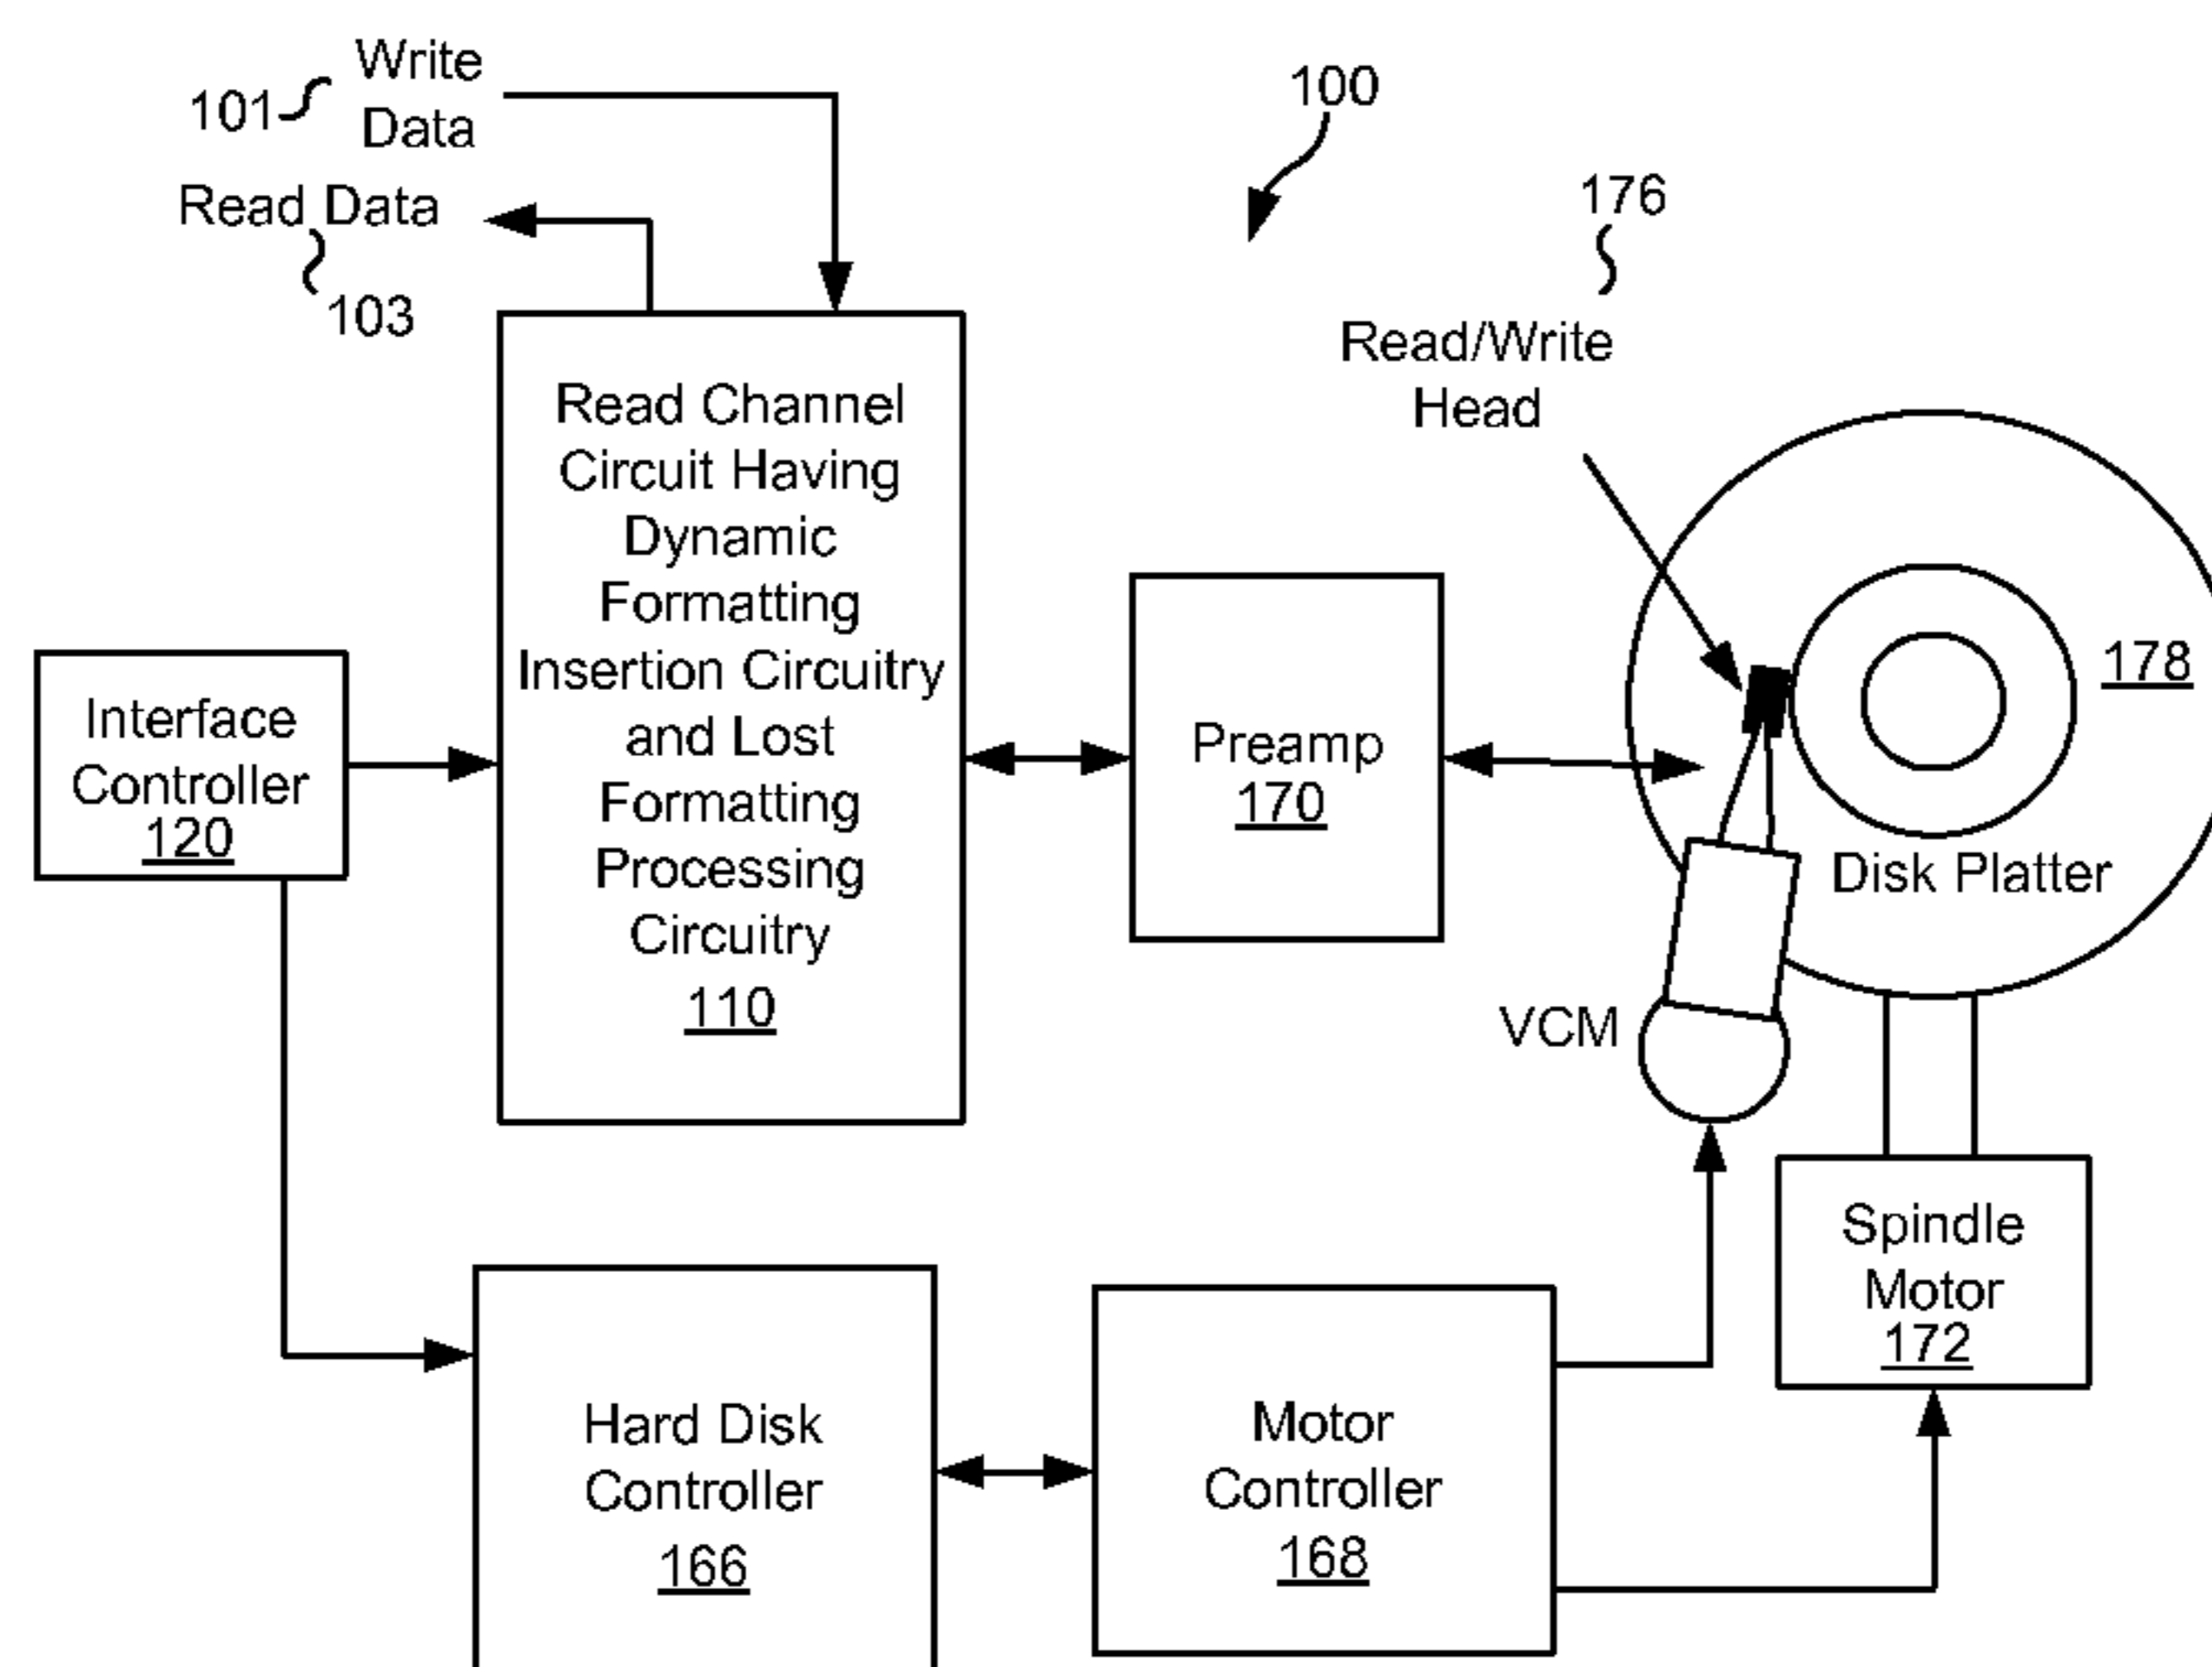 Write
101
Data
100
Read Data
176
103
Read/Write
Head
Read Channel
Circuit Having
Dynamic
Formatting
Insertion Circuitry
and Lost
Formatting
Processing
Circuitry
110
Interface
Controller
120
Preamp
170
178
Disk Platter
VCM
Spindle
Motor
172
Hard Disk
Controller
166
Motor
Controller
168